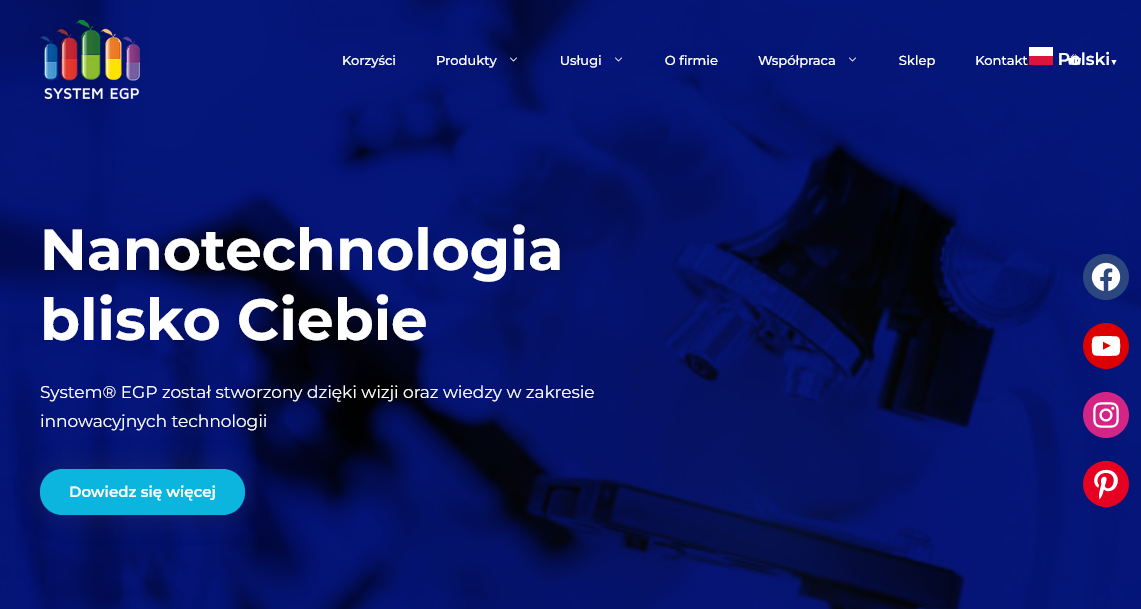 SYSTEM EGP
Korzyści Produkty Usługi O firmie Współpraca Sklep Kontakt Polski
Nanotechnologia
blisko Ciebie
System® EGP został stworzony dzięki wizji oraz wiedzy w zakresie
innowacyjnych technologii
Dowiedz się więcej